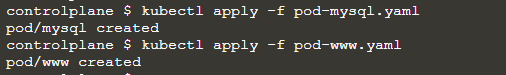 controlplane $ kubectl apply -f pod-mysql.yaml
pod/mysql created
controlplane $ kubectl apply -f pod-www.yaml
pod/www created